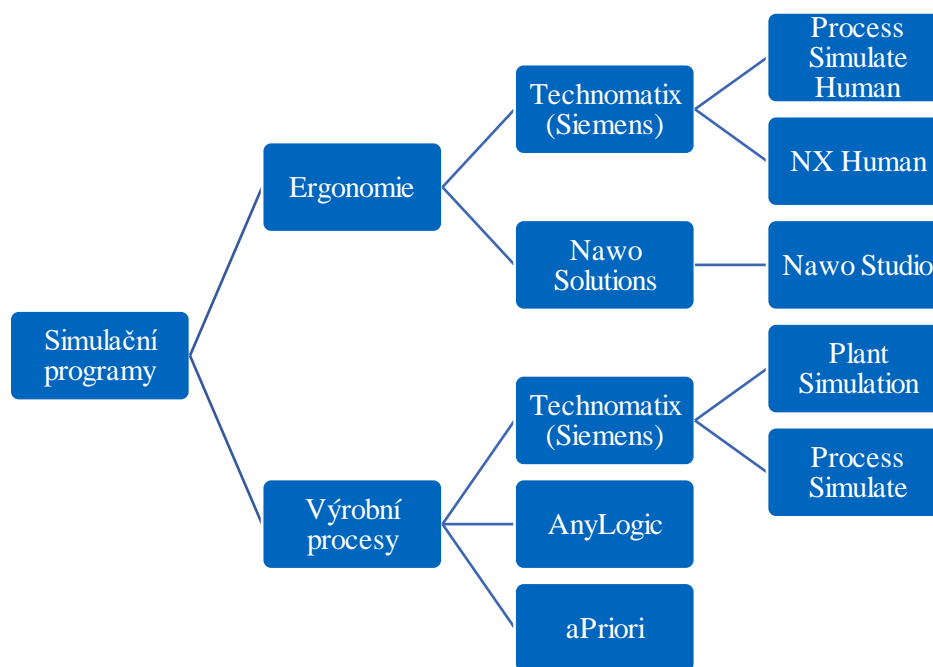 Process
Simulate
Human
Technomatix
(Siemens)
NX Human
Ergonomie
Nawo
Solutions
Nawo Studio
Simulační
programy
Plant
Simulation
Technomatix
(Siemens)
Process
Simulate
Výrobní
procesy
AnyLogic
aPriori